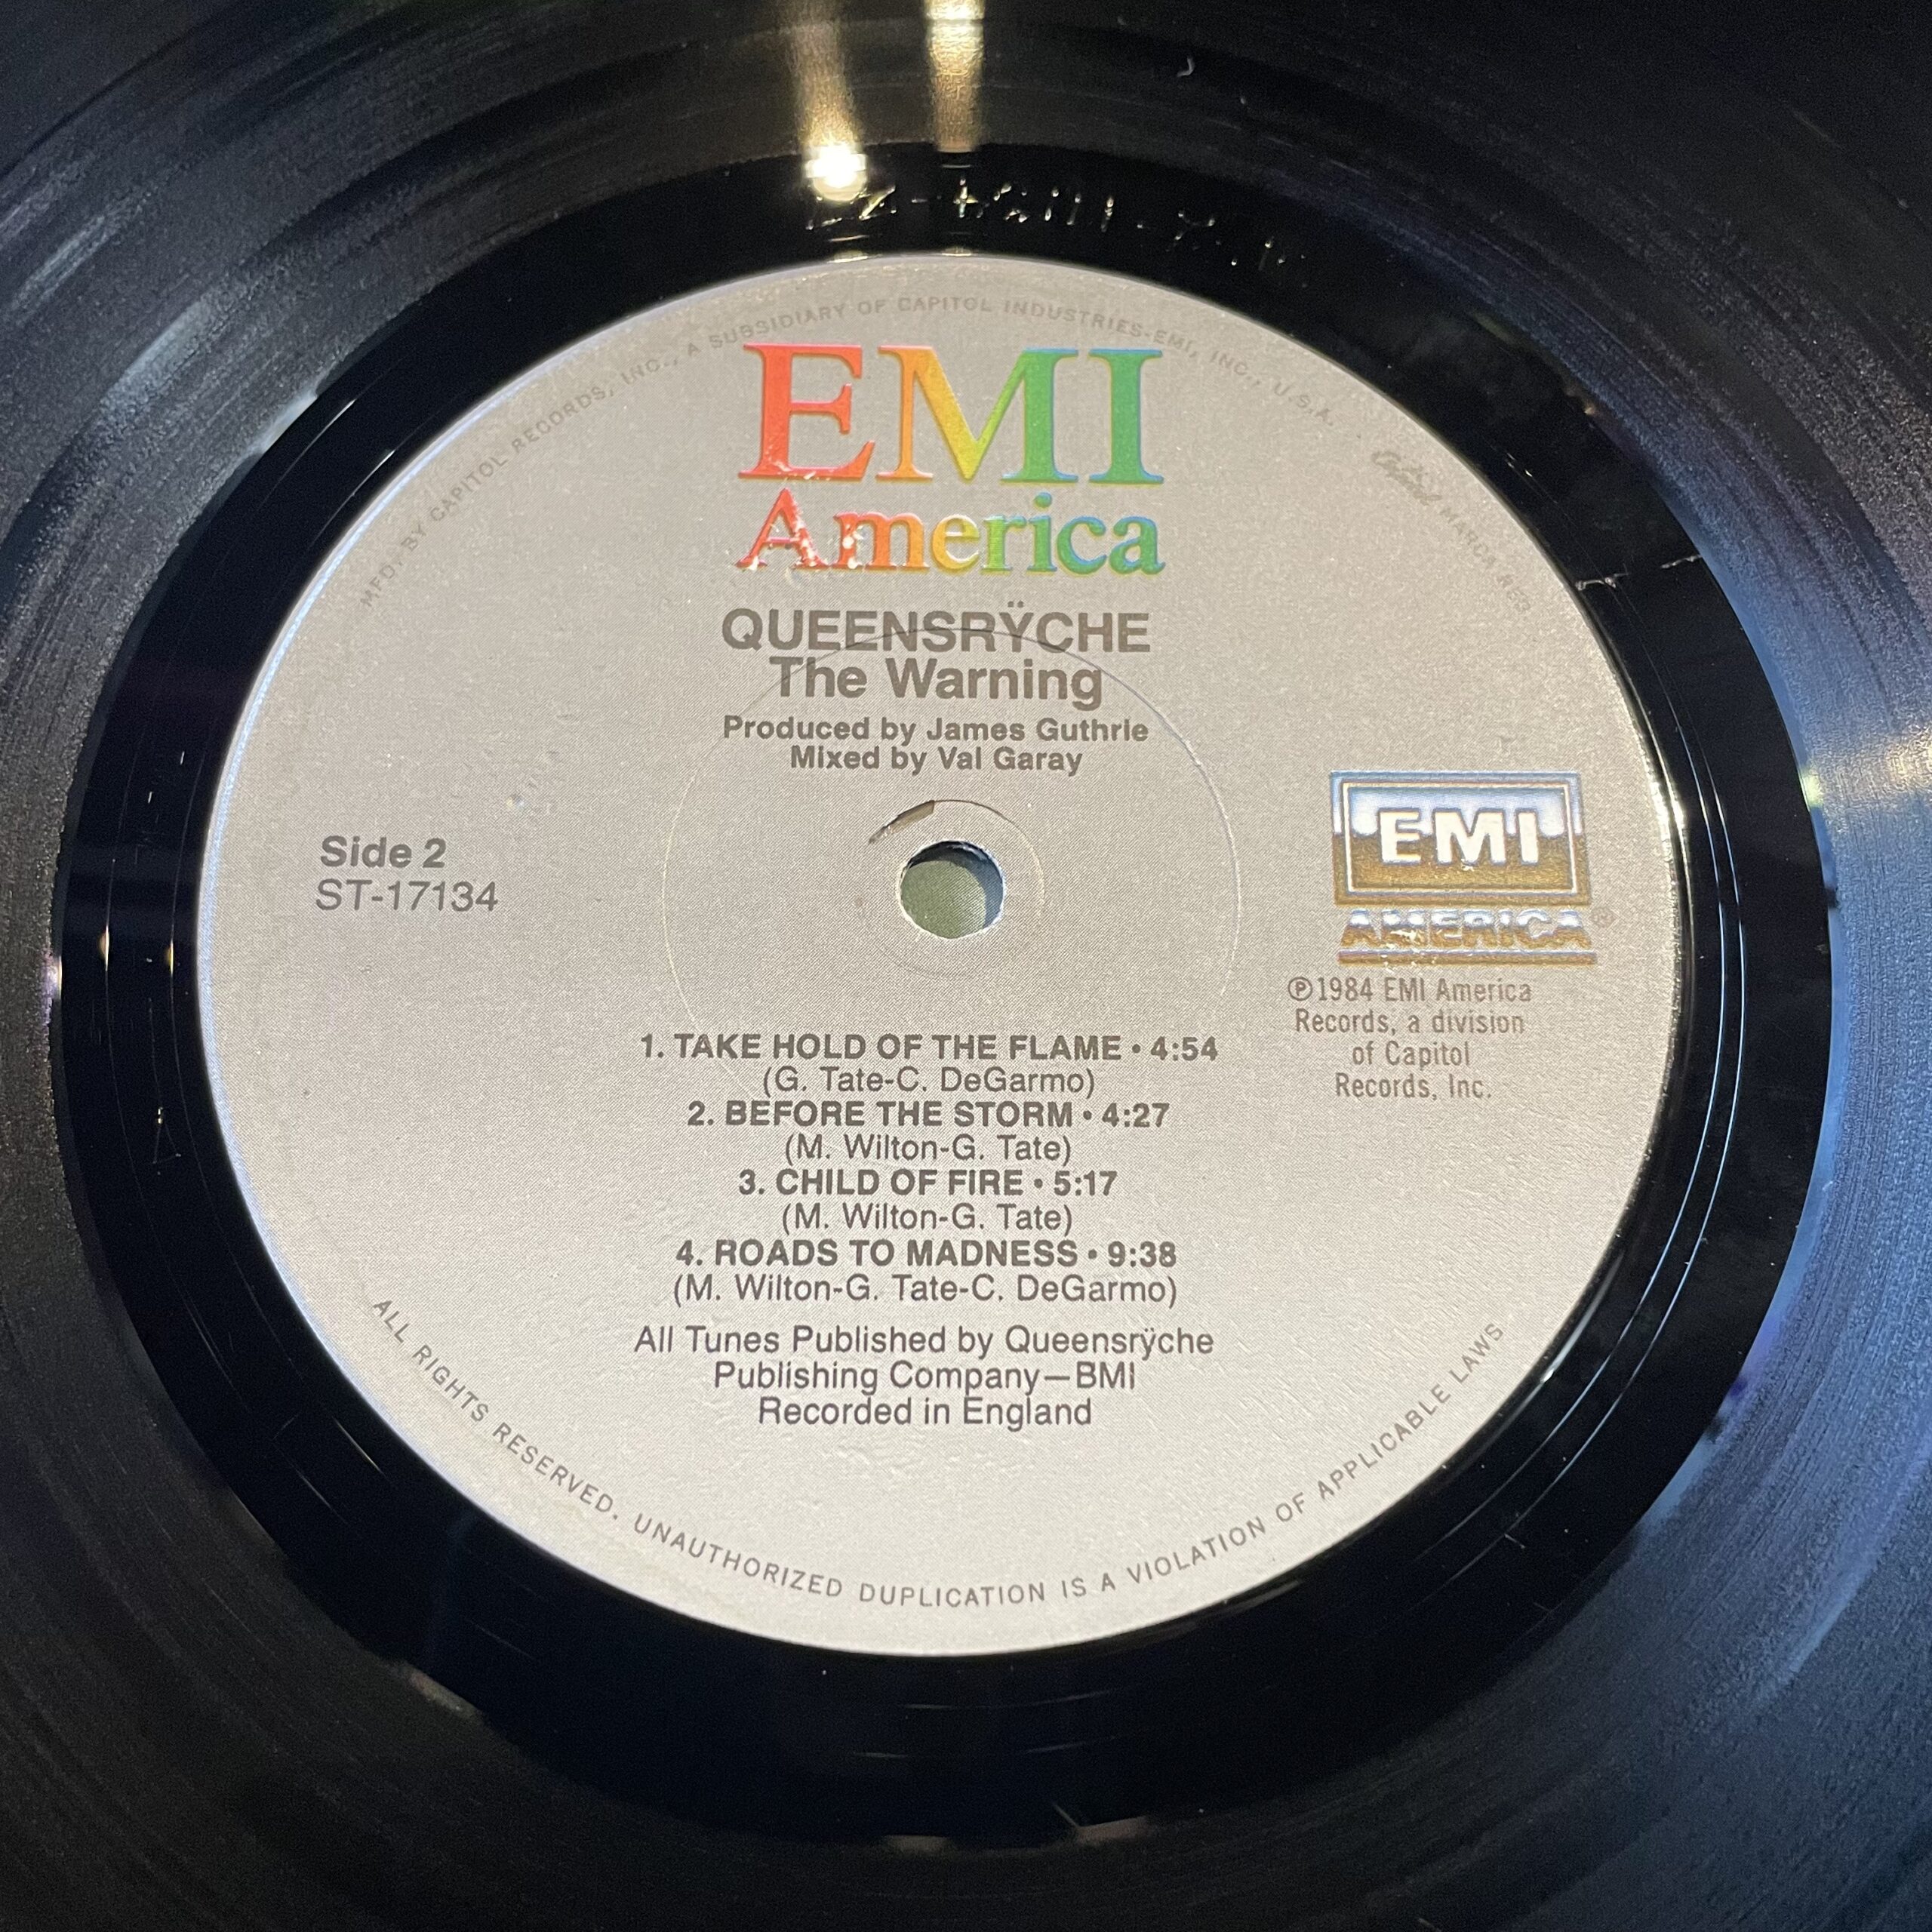 MFD. BY CAPITOL RECORDS, INC., A SUBSIDIARY OF CAPITOL INDUSTRIES-EMI, INC., U.S.A. · Capitol MARCA REG
EMI
America
QUEENSRŸCHE
The Warning
Produced by James Guthrie
Mixed by Val Garay
Side 2
ST-17134
EMI
AMERICA®
℗1984 EMI America
Records, a division
of Capitol
Records, Inc.
1. TAKE HOLD OF THE FLAME • 4:54
(G. Tate-C. DeGarmo)
2. BEFORE THE STORM • 4:27
(M. Wilton-G. Tate)
3. CHILD OF FIRE • 5:17
(M. Wilton-G. Tate)
4. ROADS TO MADNESS • 9:38
(M. Wilton-G. Tate-C. DeGarmo)
All Tunes Published by Queensrÿche
Publishing Company—BMI
Recorded in England
ALL RIGHTS RESERVED. UNAUTHORIZED DUPLICATION IS A VIOLATION OF APPLICABLE LAWS